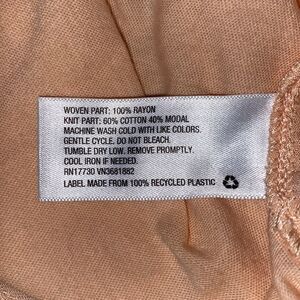 WOVEN PART: 100% RAYON
KNIT PART: 60% COTTON 40% MODAL
MACHINE WASH COLD WITH LIKE COLORS.
GENTLE CYCLE. DO NOT BLEACH.
TUMBLE DRY LOW. REMOVE PROMPTLY.
COOL IRON IF NEEDED.
RN17730 VN3681882
LABEL MADE FROM 100% RECYCLED PLASTIC